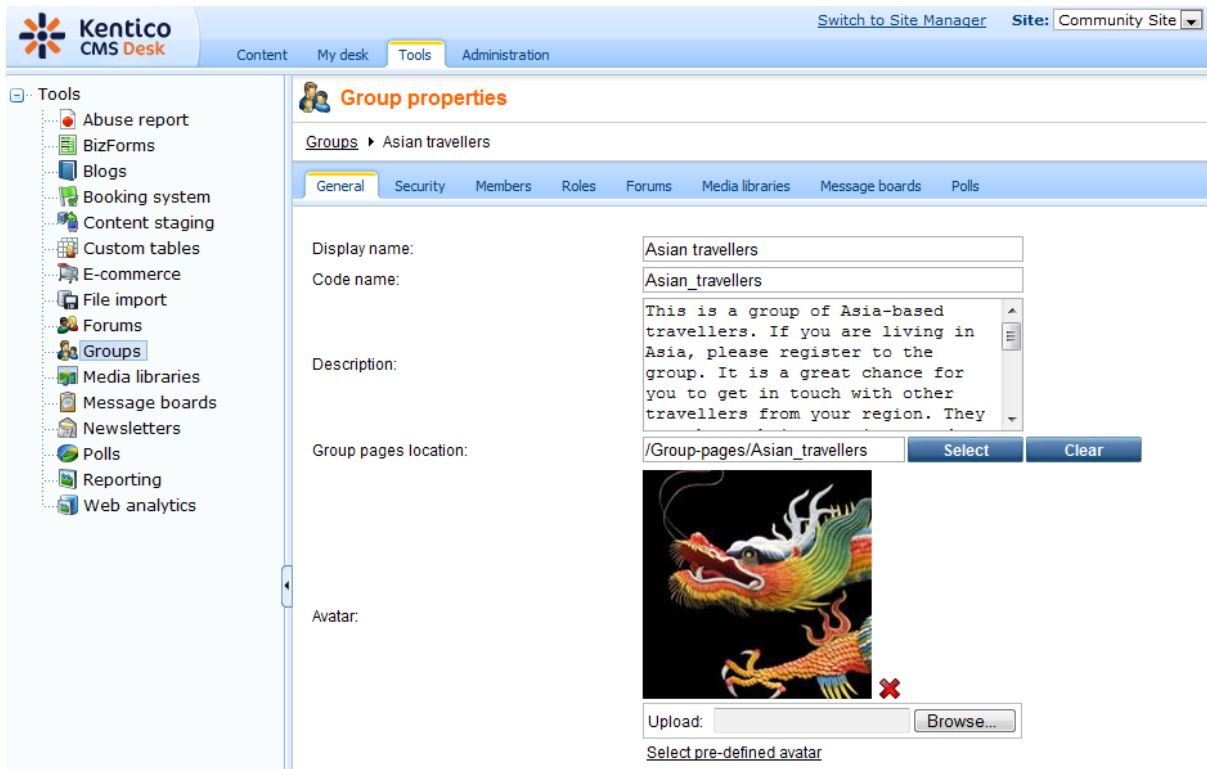 Kentico
CMS Desk
Switch to Site Manager Site: Community Site
Content My desk Tools Administration
Tools
Abuse report
BizForms
Blogs
Booking system
Content staging
Custom tables
E-commerce
File import
Forums
Groups
Media libraries
Message boards
Newsletters
Polls
Reporting
Web analytics
Group properties
Groups Asian travellers
General Security Members Roles Forums Media libraries Message boards Polls
Display name: Asian travellers
Code name: Asian_travellers
Description:
This is a group of Asia-based
travellers. If you are living in
Asia, please register to the
group. It is a great chance for
you to get in touch with other
travellers from your region. They
Group pages location: /Group-pages/Asian_travellers Select Clear
Avatar:
Upload: Browse...
Select pre-defined avatar